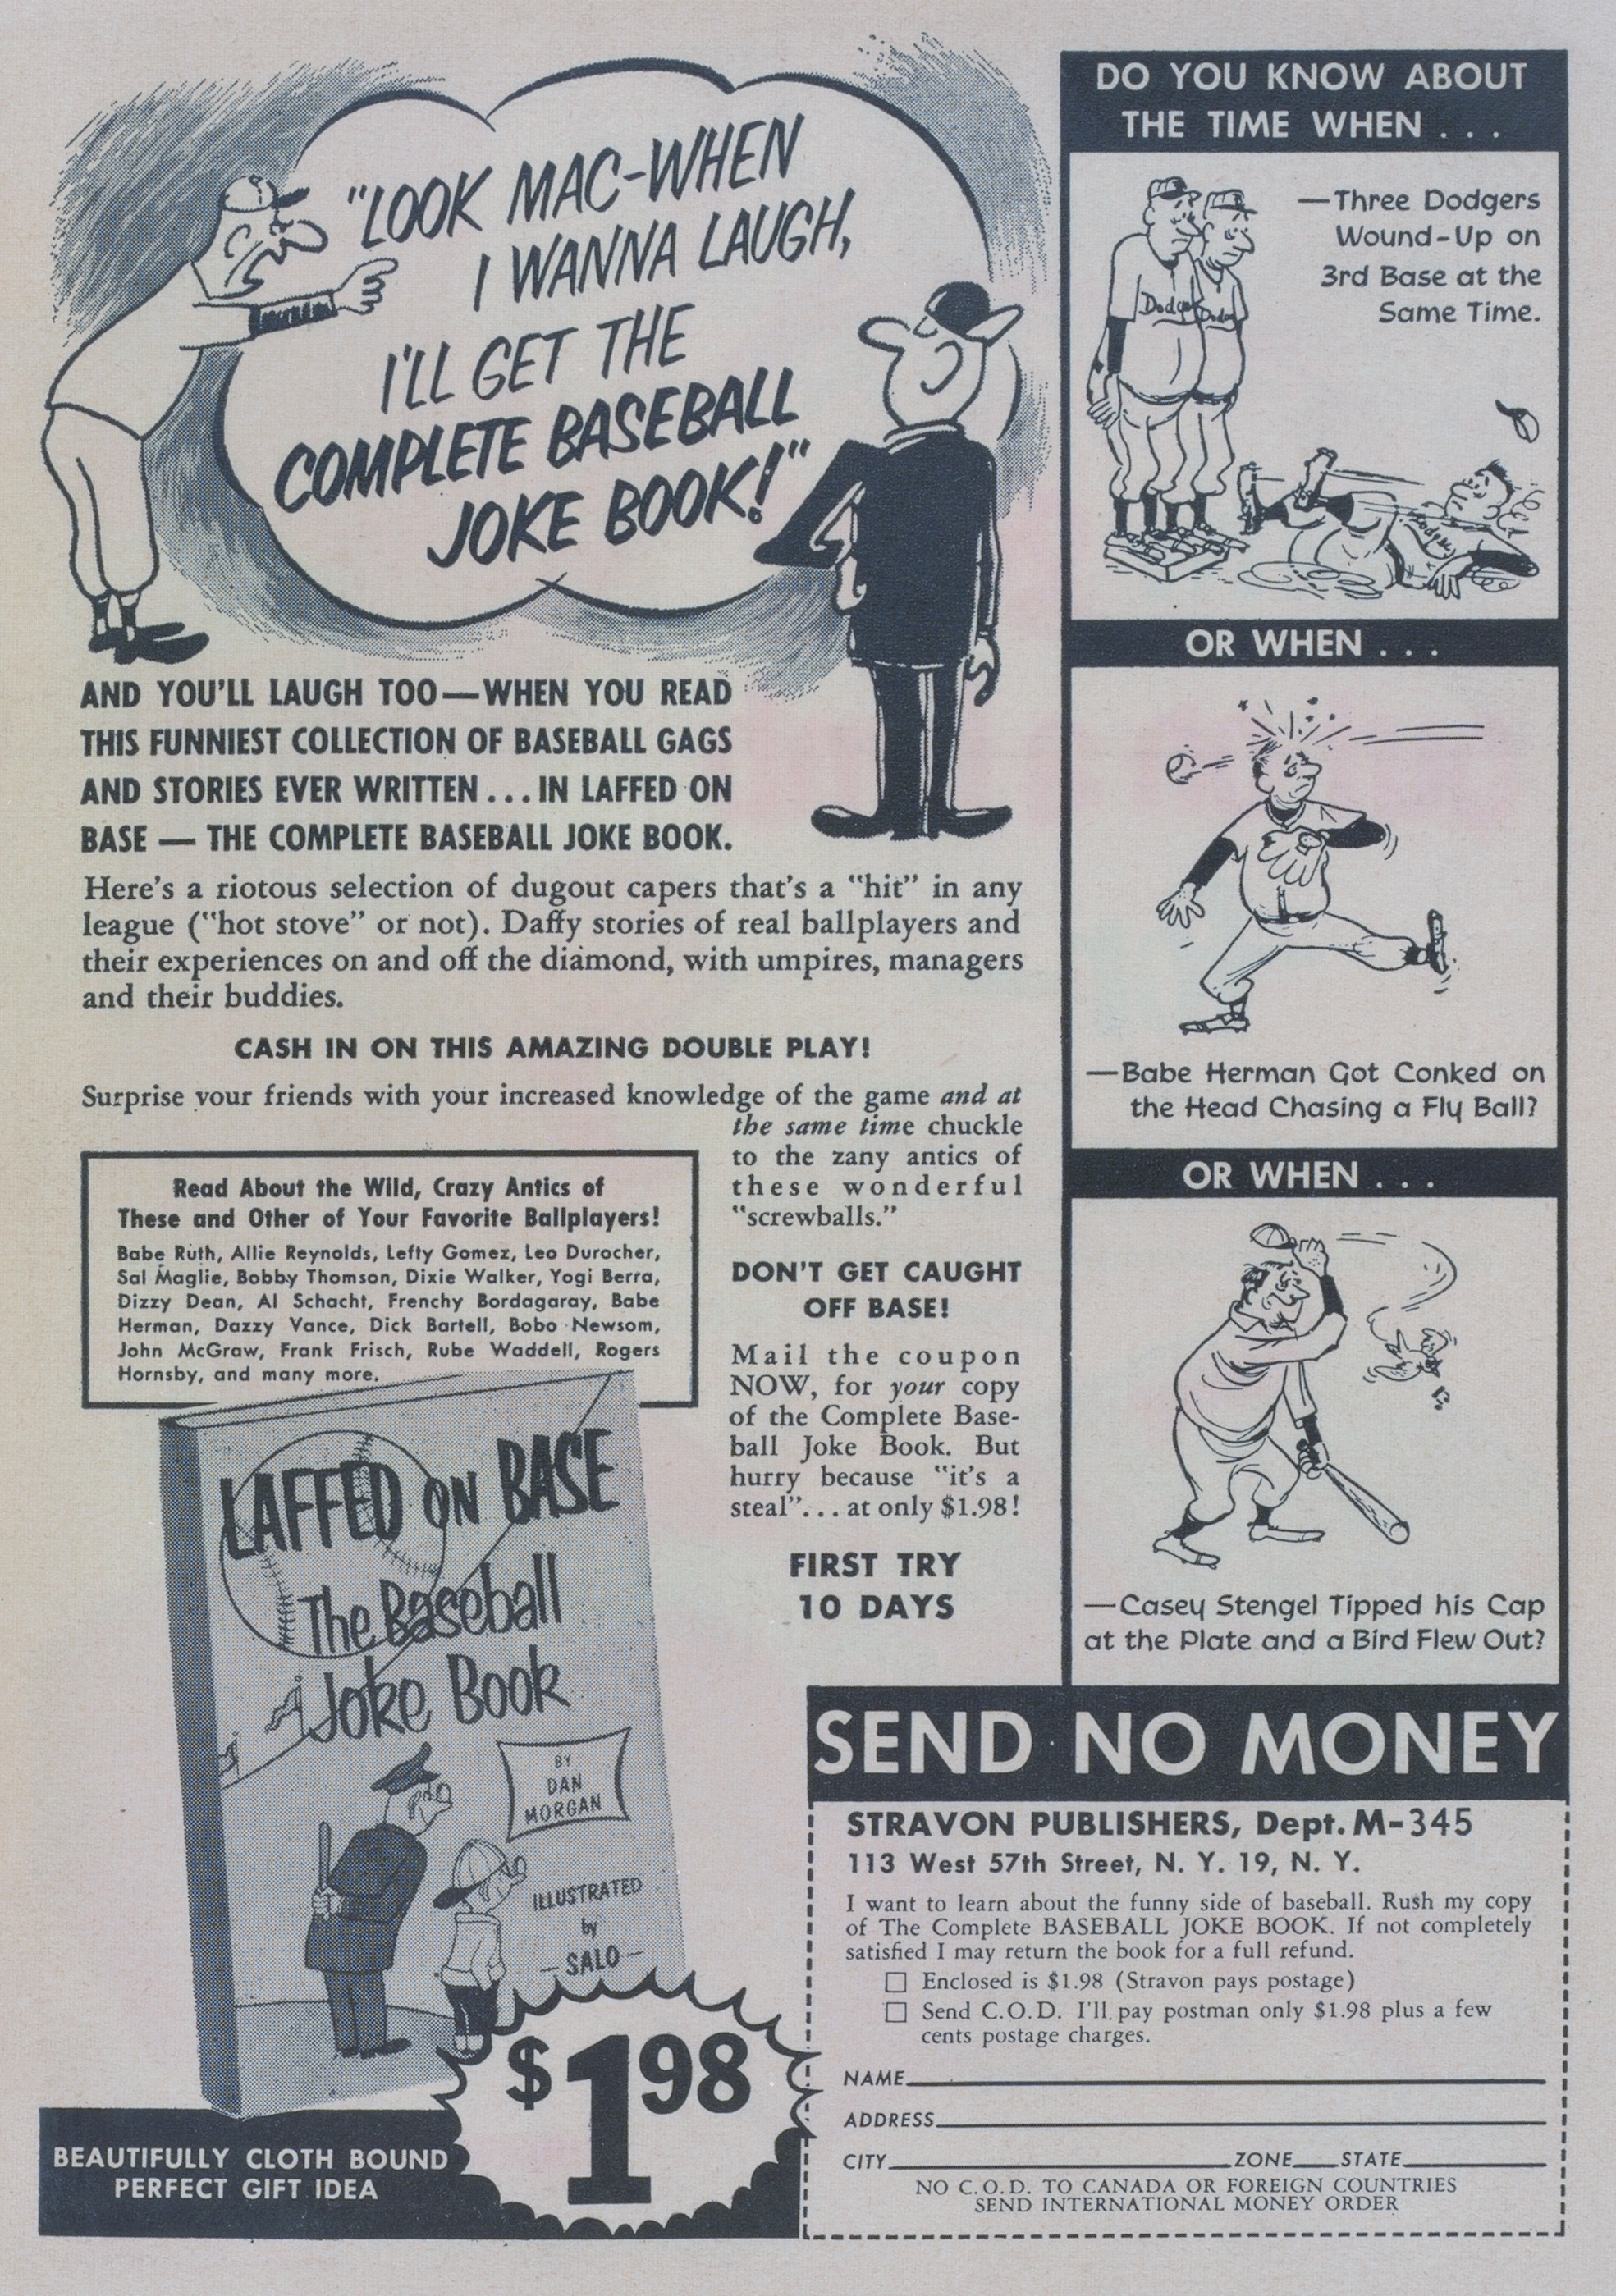 "LOOK MAC-WHEN
I WANNA LAUGH,
I'LL GET THE
COMPLETE BASEBALL
JOKE BOOK!"
AND YOU'LL LAUGH TOO—WHEN YOU READ
THIS FUNNIEST COLLECTION OF BASEBALL GAGS
AND STORIES EVER WRITTEN...IN LAFFED ON
BASE — THE COMPLETE BASEBALL JOKE BOOK.
Here's a riotous selection of dugout capers that's a "hit" in any
league ("hot stove" or not). Daffy stories of real ballplayers and
their experiences on and off the diamond, with umpires, managers
and their buddies.
CASH IN ON THIS AMAZING DOUBLE PLAY!
Surprise your friends with your increased knowledge of the game and at
the same time chuckle
to the zany antics of
these wonderful
"screwballs."
DON'T GET CAUGHT
OFF BASE!
Mail the coupon
NOW, for your copy
of the Complete Base-
ball Joke Book. But
hurry because "it's a
steal"... at only $1.98!
FIRST TRY
10 DAYS
Read About the Wild, Crazy Antics of
These and Other of Your Favorite Ballplayers!
Babe Ruth, Allie Reynolds, Lefty Gomez, Leo Durocher,
Sal Maglie, Bobby Thomson, Dixie Walker, Yogi Berra,
Dizzy Dean, Al Schacht, Frenchy Bordagaray, Babe
Herman, Dazzy Vance, Dick Bartell, Bobo Newsom,
John McGraw, Frank Frisch, Rube Waddell, Rogers
Hornsby, and many more.
LAFFED ON BASE
The Baseball
Joke Book
BY
DAN
MORGAN
ILLUSTRATED
by
—SALO—
$1.98
BEAUTIFULLY CLOTH BOUND
PERFECT GIFT IDEA
DO YOU KNOW ABOUT
THE TIME WHEN . . .
—Three Dodgers
Wound-Up on
3rd Base at the
Same Time.
Dodgers
OR WHEN . . .
—Babe Herman Got Conked on
the Head Chasing a Fly Ball?
OR WHEN . . .
—Casey Stengel Tipped his Cap
at the Plate and a Bird Flew Out?
SEND NO MONEY
STRAVON PUBLISHERS, Dept. M-345
113 West 57th Street, N. Y. 19, N. Y.
I want to learn about the funny side of baseball. Rush my copy
of The Complete BASEBALL JOKE BOOK. If not completely
satisfied I may return the book for a full refund.
☐ Enclosed is $1.98 (Stravon pays postage)
☐ Send C.O.D. I'll pay postman only $1.98 plus a few
cents postage charges.
NAME
ADDRESS
CITY ZONE STATE
NO C.O.D. TO CANADA OR FOREIGN COUNTRIES
SEND INTERNATIONAL MONEY ORDER